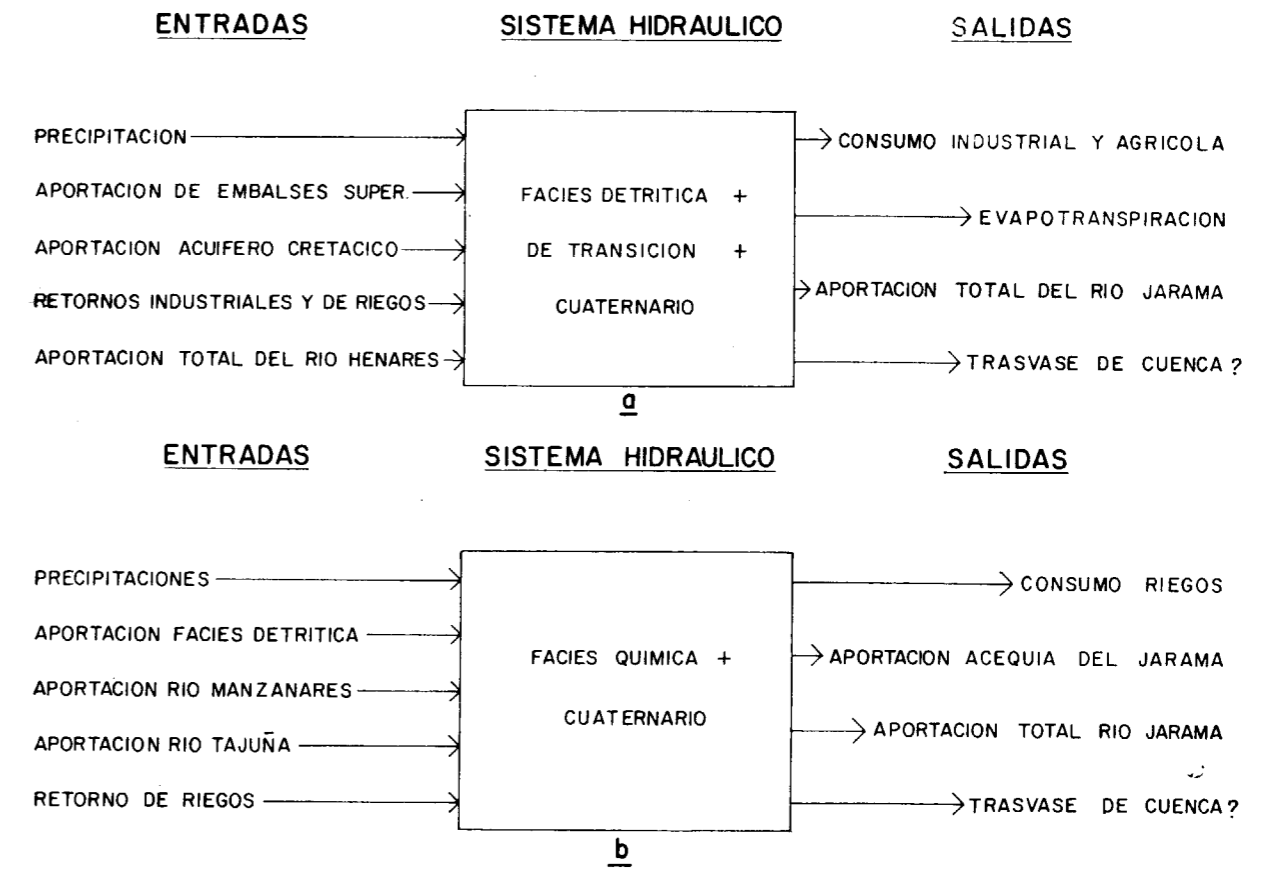 ENTRADAS
SISTEMA HIDRAULICO
SALIDAS
PRECIPITACION
APORTACION DE EMBALSES SUPER.
APORTACION ACUIFERO CRETACICO
RETORNOS INDUSTRIALES Y DE RIEGOS
APORTACION TOTAL DEL RIO HENARES
FACIES DETRITICA +
DE TRANSICION +
CUATERNARIO
CONSUMO INDUSTRIAL Y AGRICOLA
EVAPOTRANSPIRACION
APORTACION TOTAL DEL RIO JARAMA
TRASVASE DE CUENCA?
a
ENTRADAS
SISTEMA HIDRAULICO
SALIDAS
PRECIPITACIONES
APORTACION FACIES DETRITICA
APORTACION RIO MANZANARES
APORTACION RIO TAJUÑA
RETORNO DE RIEGOS
FACIES QUIMICA +
CUATERNARIO
CONSUMO RIEGOS
APORTACION ACEQUIA DEL JARAMA
APORTACION TOTAL RIO JARAMA
TRASVASE DE CUENCA?
b